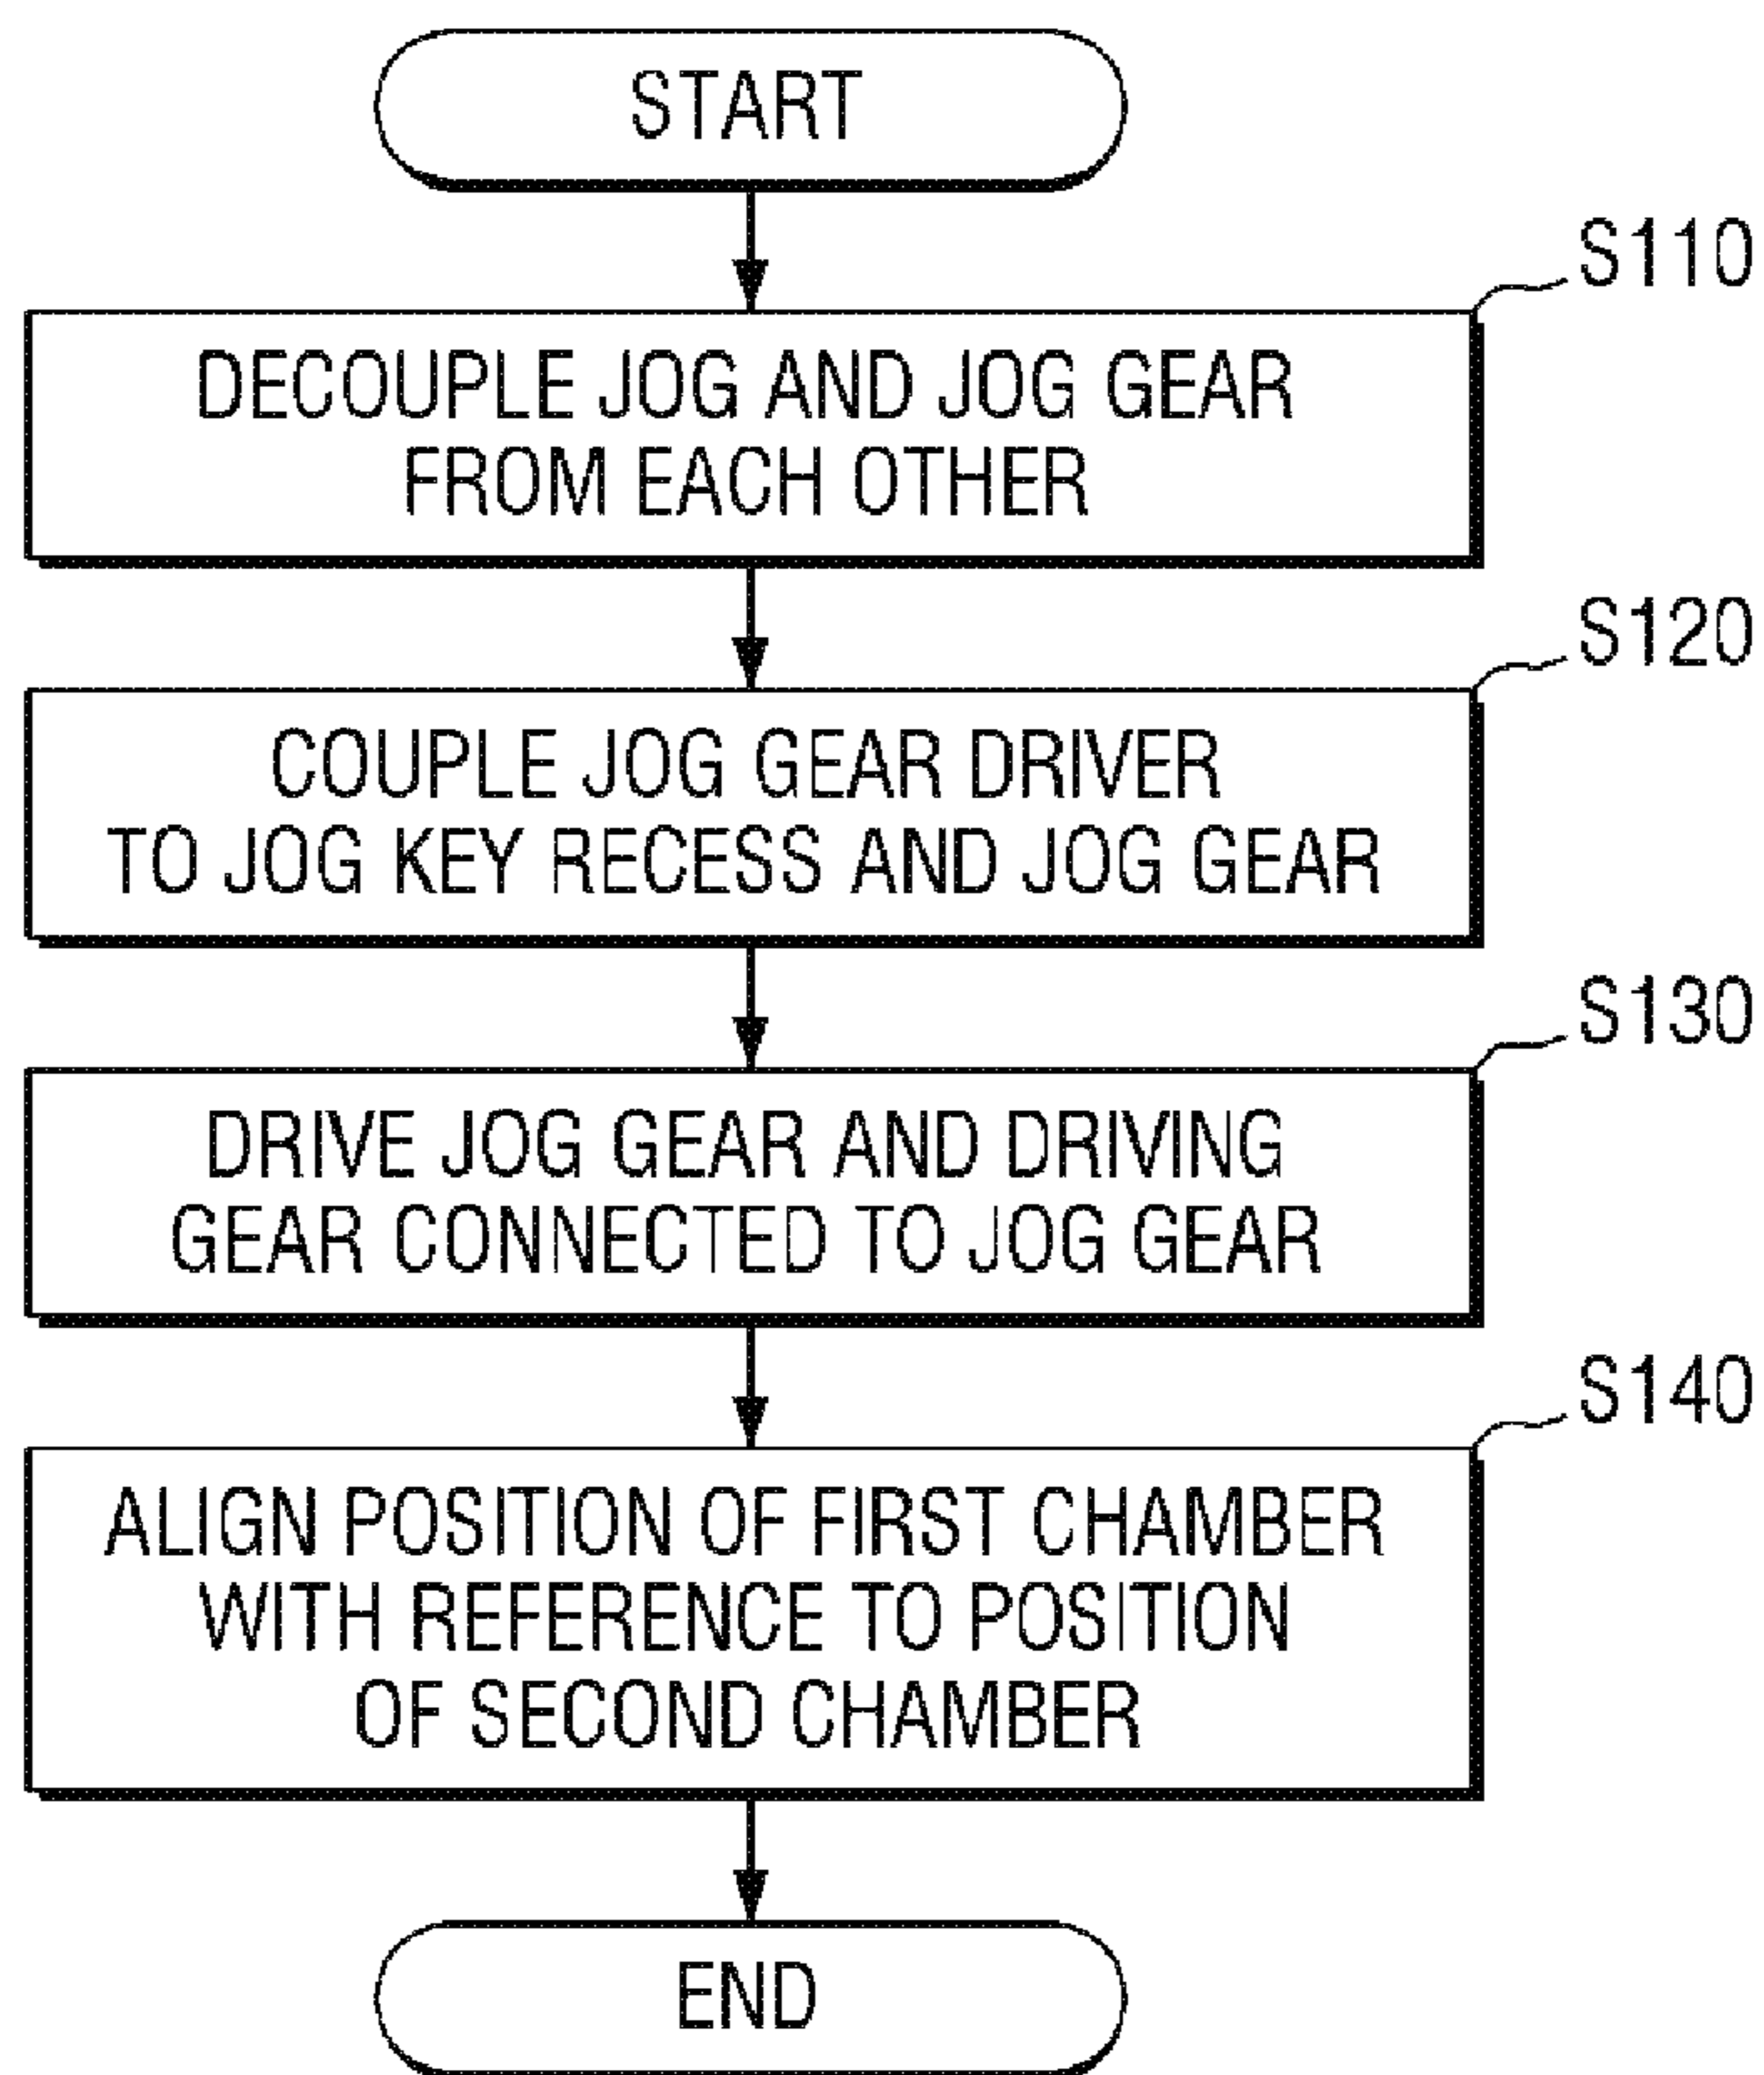 START
S110
DECOUPLE JOG AND JOG GEAR
FROM EACH OTHER
S120
COUPLE JOG GEAR DRIVER
TO JOG KEY RECESS AND JOG GEAR
S130
DRIVE JOG GEAR AND DRIVING
GEAR CONNECTED TO JOG GEAR
S140
ALIGN POSITION OF FIRST CHAMBER
WITH REFERENCE TO POSITION
OF SECOND CHAMBER
END